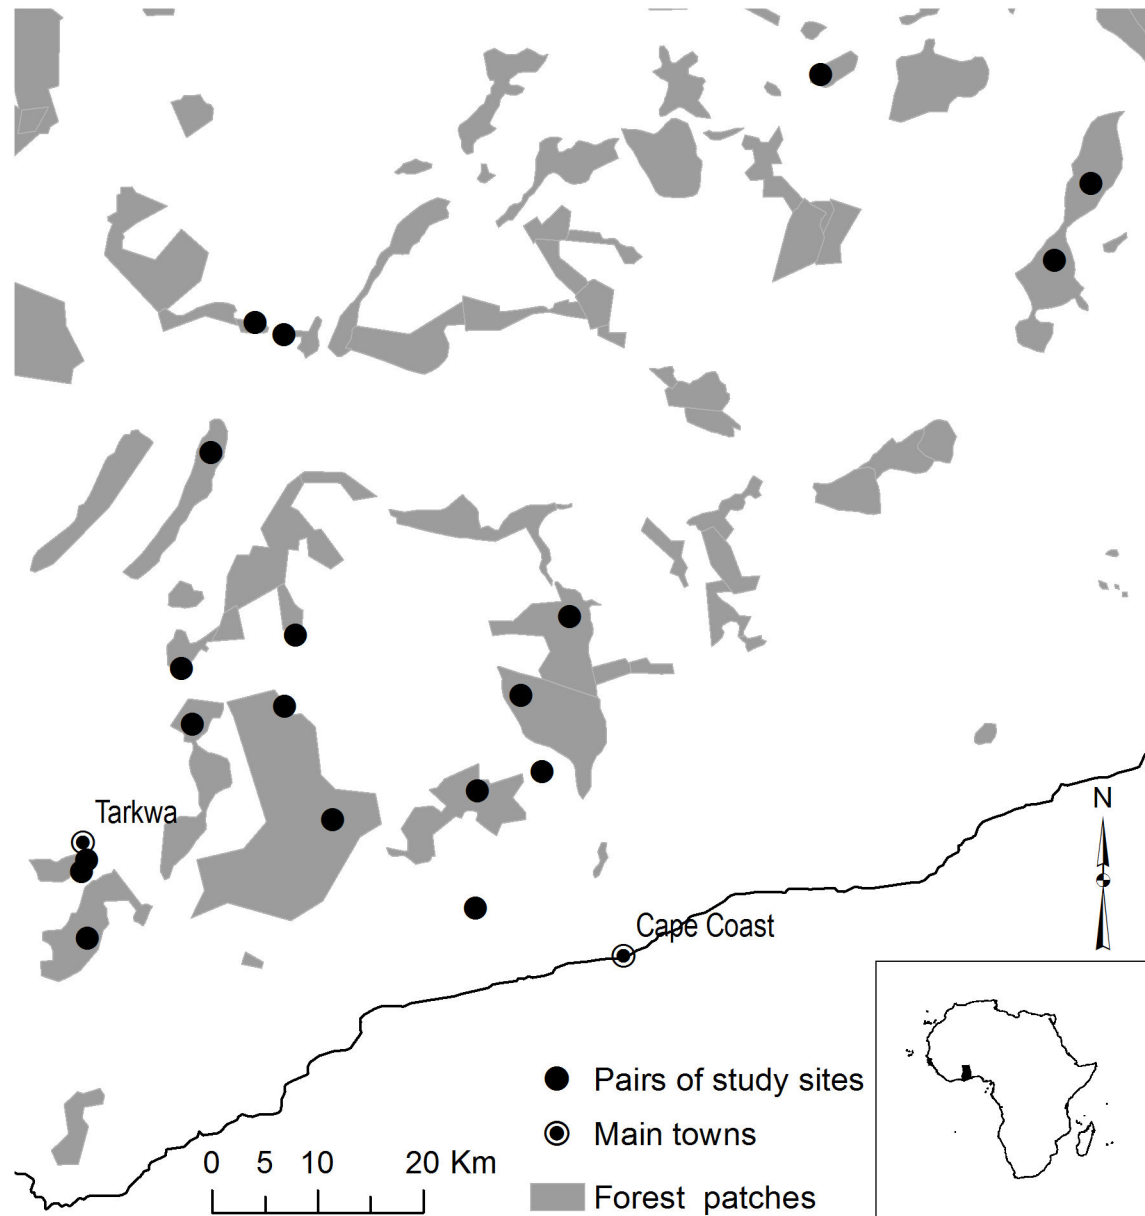 Tarkwa
N
Cape Coast
Pairs of study sites
Main towns
0 5 10 20 Km
Forest patches